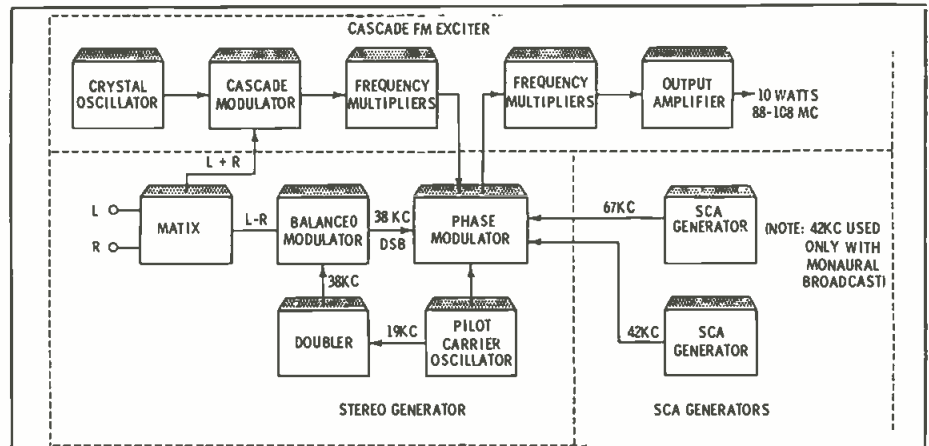 CASCADE FM EXCITER
CRYSTAL
OSCILLATOR
CASCADE
MODULATOR
FREQUENCY
MULTIPLIERS
FREQUENCY
MULTIPLIERS
OUTPUT
AMPLIFIER
10 WATTS
88-108 MC
L + R
L
R
MATIX
L-R
BALANCEO
MODULATOR
38 KC
DSB
PHASE
MODULATOR
67KC
SCA
GENERATOR
(NOTE: 42KC USED
ONLY WITH
MONAURAL
BROADCAST)
38KC
DOUBLER
19KC
PILOT
CARRIER
OSCILLATOR
42KC
SCA
GENERATOR
STEREO GENERATOR
SCA GENERATORS